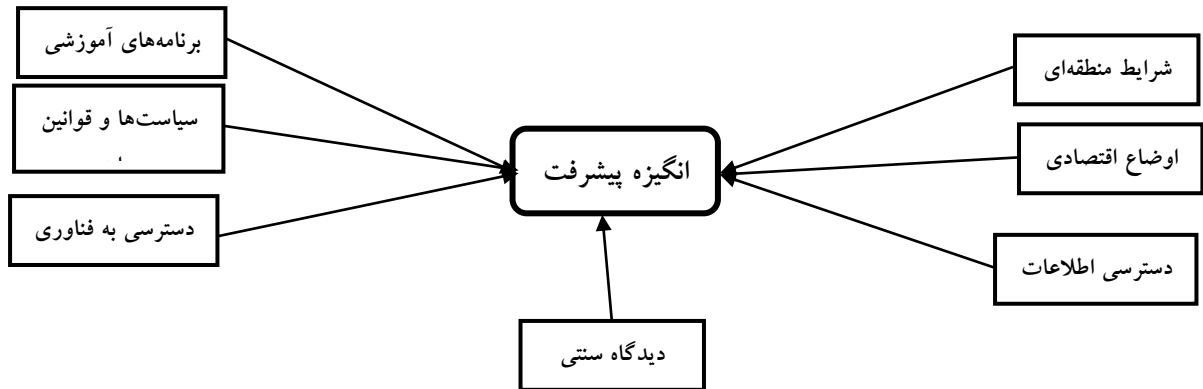 برنامه‌های آموزشی
شرایط منطقه‌ای
سیاست‌ها و قوانین
اوضاع اقتصادی
انگیزه پیشرفت
دسترسی به فناوری
دسترسی اطلاعات
دیدگاه سنتی